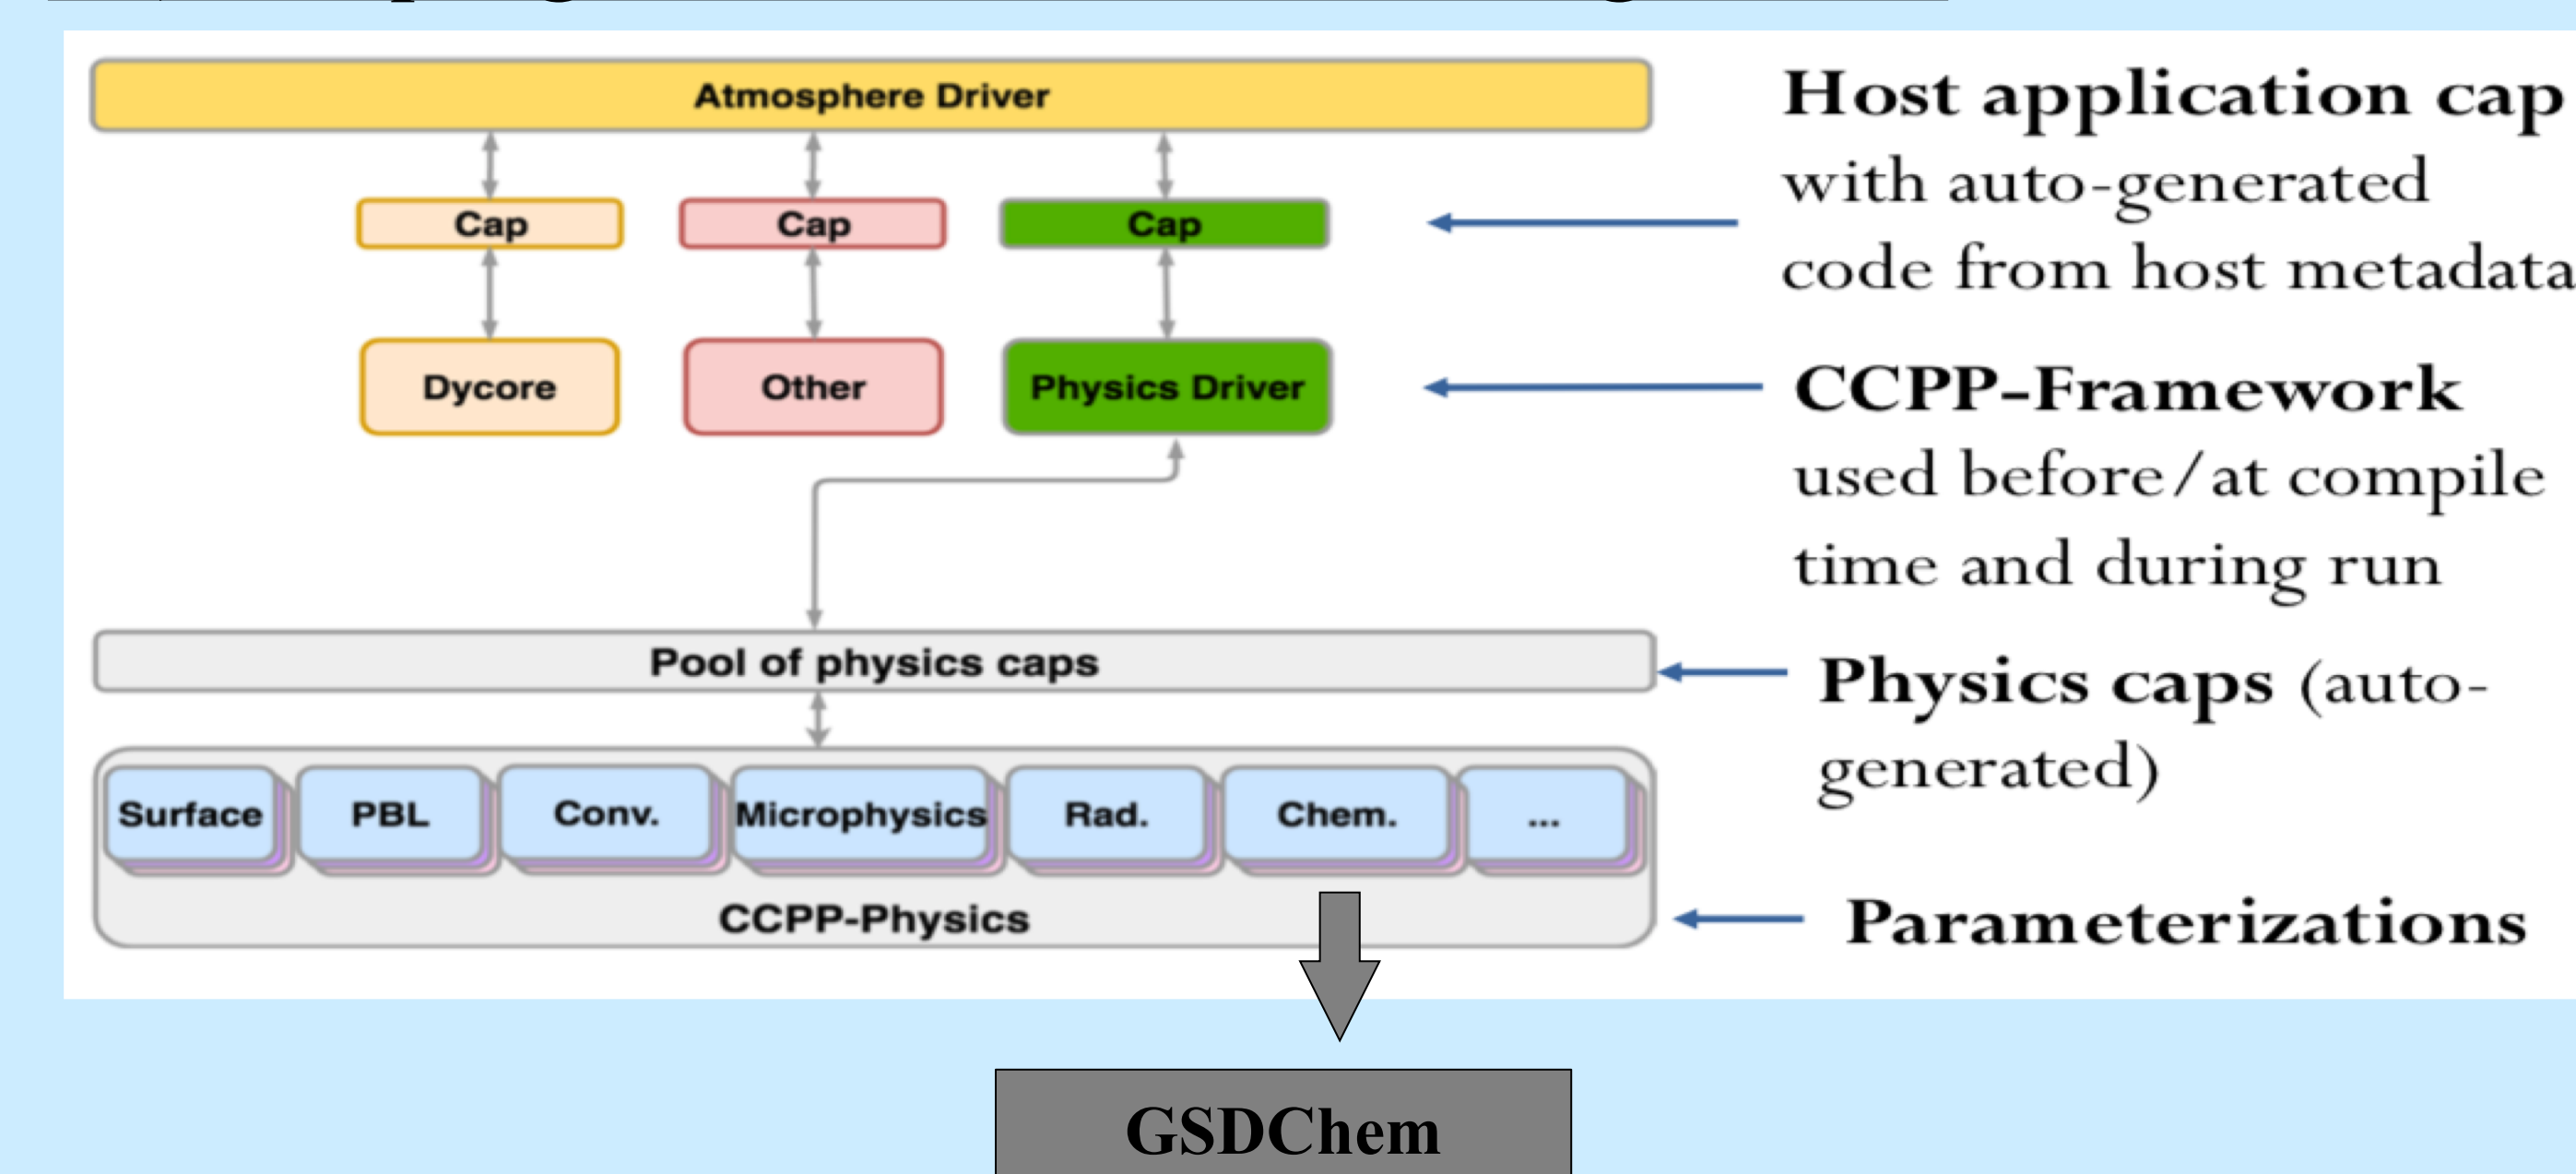 Atmosphere Driver
Cap
Cap
Cap
Dycore
Other
Physics Driver
Pool of physics caps
Surface
PBL
Conv.
Microphysics
Rad.
Chem.
...
CCPP-Physics
Host application cap
with auto-generated
code from host metadata
CCPP-Framework
used before/at compile
time and during run
Physics caps (auto-
generated)
Parameterizations
GSDChem